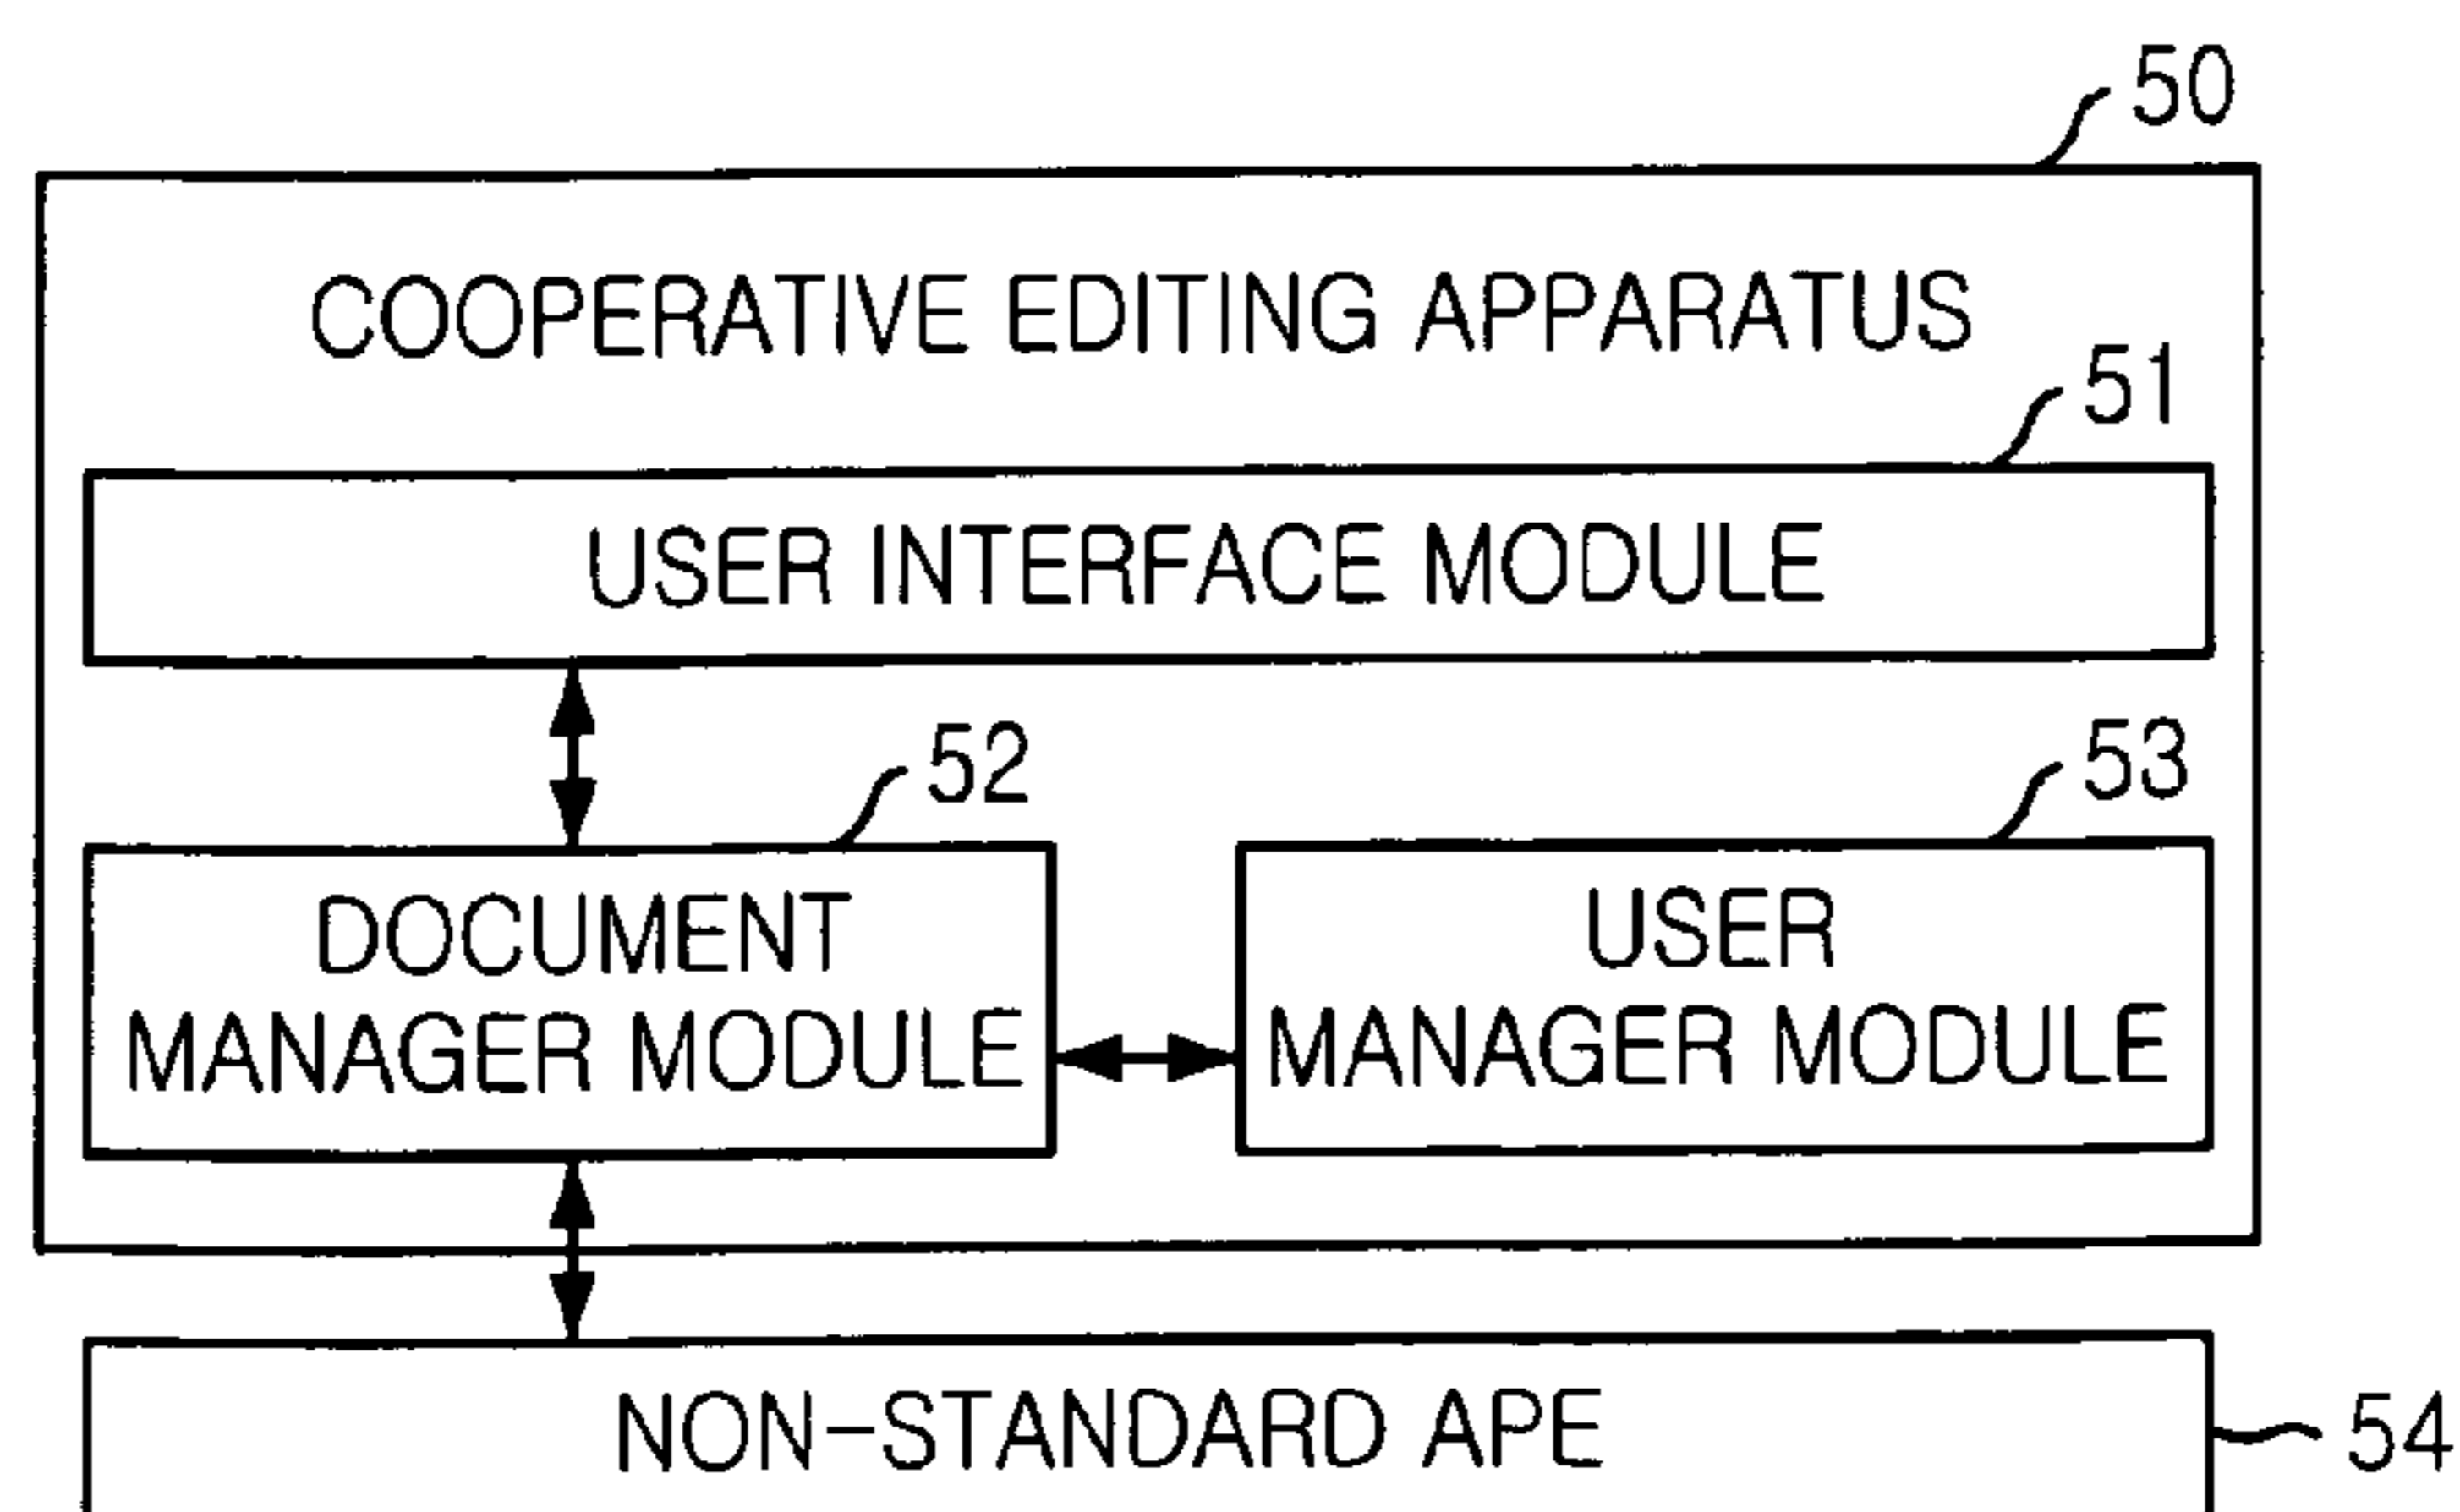 50
COOPERATIVE EDITING APPARATUS
51
USER INTERFACE MODULE
52
53
DOCUMENT
MANAGER MODULE
USER
MANAGER MODULE
NON-STANDARD APE
54